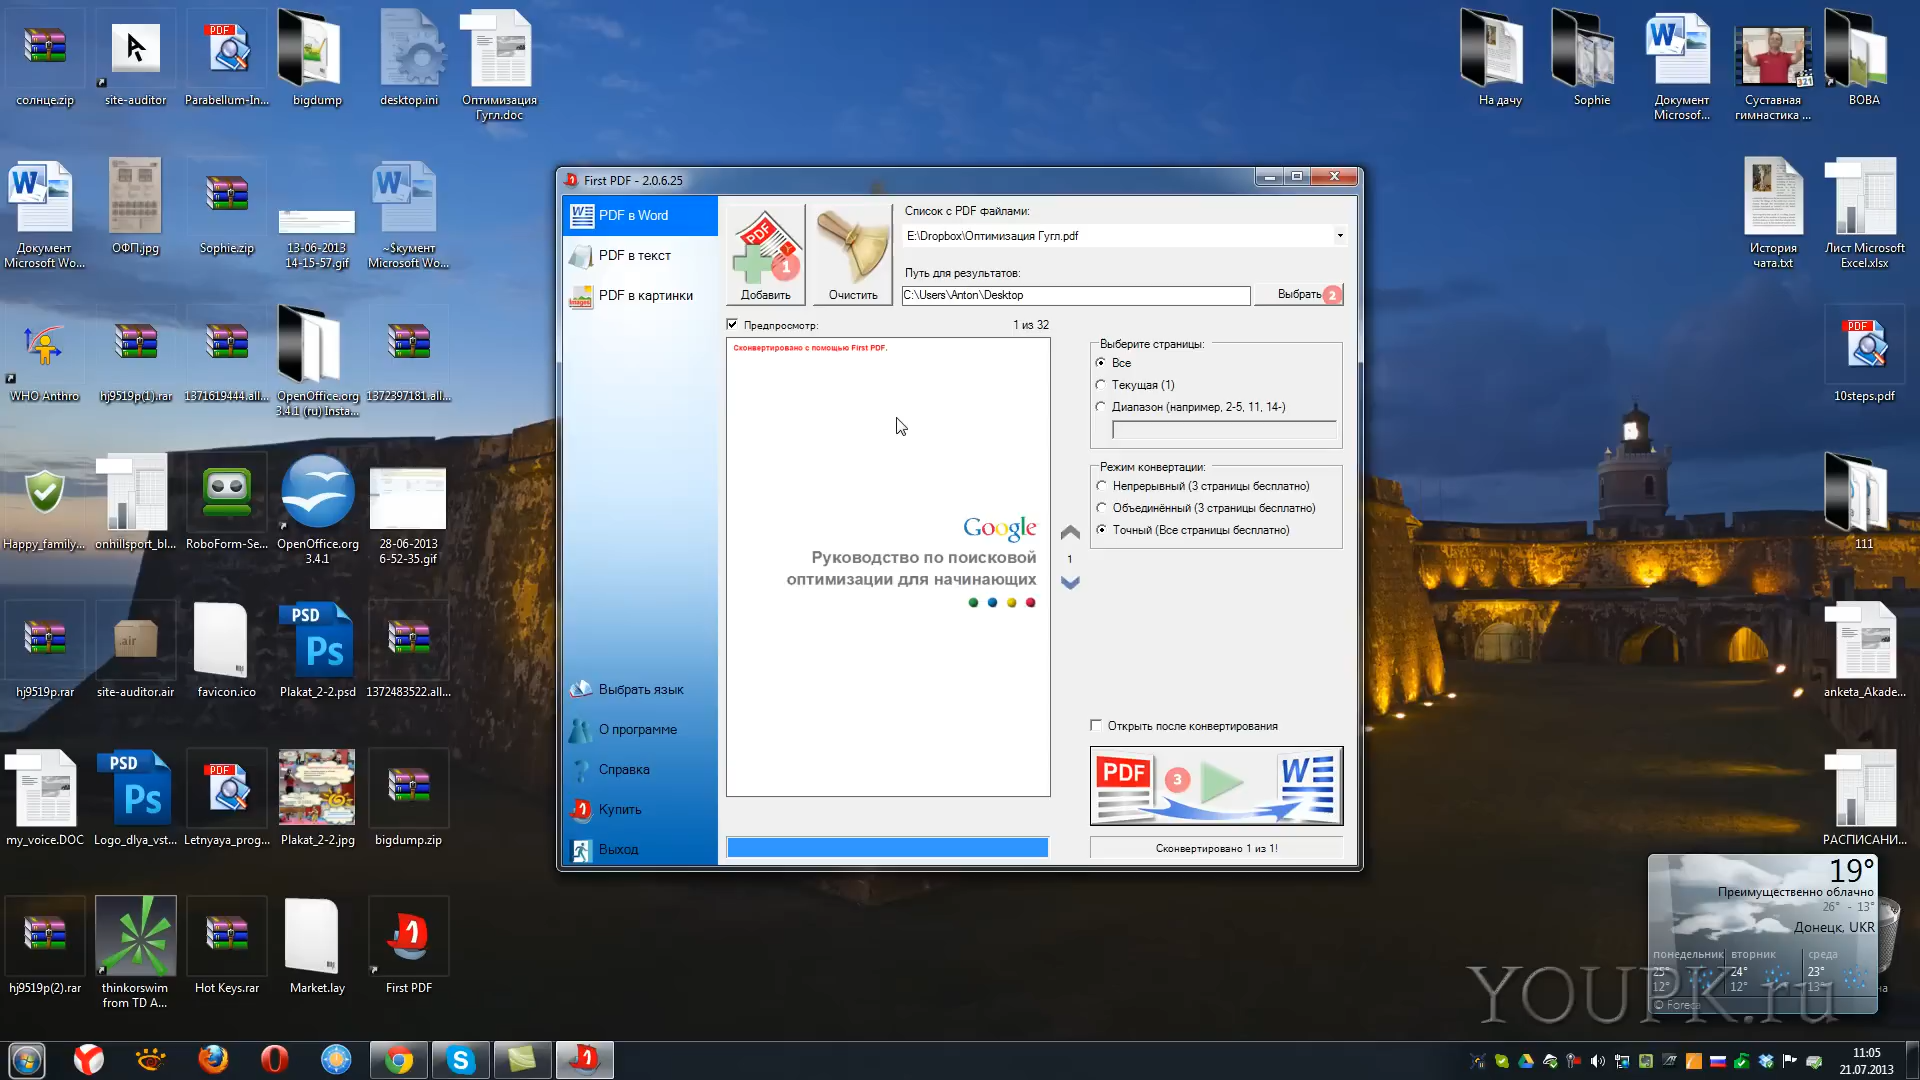 солнце.zip
site-auditor
Parabellum-In...
bigdump
desktop.ini
Оптимизация
Гугл.doc
На дачу
Sophie
Документ
Microsof...
Суставная
гимнастика ...
ВОВА
Документ
Microsoft Wo...
ОФП.jpg
Sophie.zip
13-06-2013
14-15-57.gif
~$кумент
Microsoft Wo...
История
чата.txt
Лист Microsoft
Excel.xlsx
WHO Anthro
hj9519p(1).rar
1371619444.all...
OpenOffice.org
3.4.1 (ru) Insta...
1372397181.all...
10steps.pdf
Happy_family...
onhillsport_bl...
RoboForm-Se...
OpenOffice.org
3.4.1
28-06-2013
6-52-35.gif
111
hj9519p.rar
site-auditor.air
favicon.ico
Plakat_2-2.psd
1372483522.all...
anketa_Akade...
my_voice.DOC
Logo_dlya_vst...
Letnyaya_prog...
Plakat_2-2.jpg
bigdump.zip
РАСПИСАНИ...
hj9519p(2).rar
thinkorswim
from TD A...
Hot Keys.rar
Market.lay
First PDF
First PDF - 2.0.6.25
PDF в Word
PDF в текст
PDF в картинки
Выбрать язык
О программе
Справка
Купить
Выход
PDF
1
Добавить
Очистить
Список с PDF файлами:
E:\Dropbox\Оптимизация Гугл.pdf
Путь для результатов:
C:\Users\Anton\Desktop
Выбрать 2
Предпросмотр:
1 из 32
Сконвертировано с помощью First PDF.
Google
Руководство по поисковой
оптимизации для начинающих
1
Выберите страницы:
Все
Текущая (1)
Диапазон (например, 2-5, 11, 14-)
Режим конвертации:
Непрерывный (3 страницы бесплатно)
Объединённый (3 страницы бесплатно)
Точный (Все страницы бесплатно)
Открыть после конвертирования
PDF 3 W
Сконвертировано 1 из 1!
19°
Преимущественно облачно
26° - 13°
Донецк, UKR
понедельник вторник среда
25° 24° 23°
12° 12° 13°
© Foreca
YOUPK.ru
11:05
21.07.2013